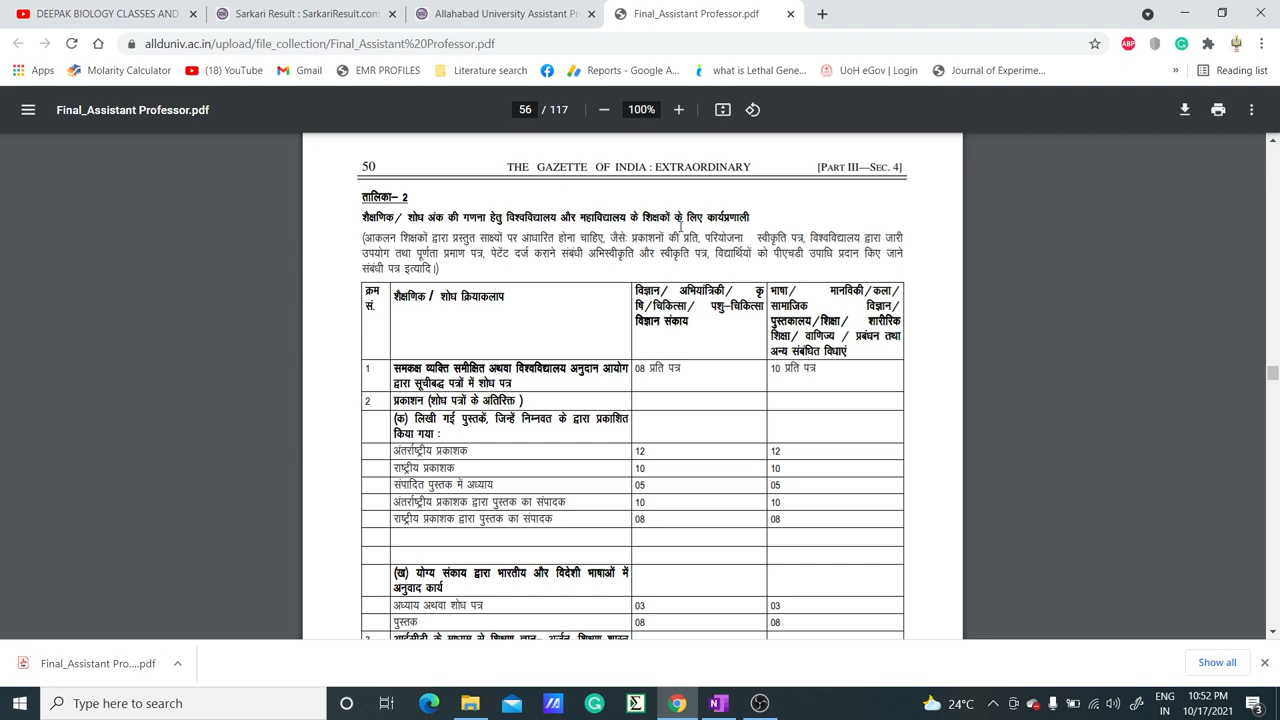 DEEPAK BIOLOGY CLASSES AND
Sarkari Result : SarkariResult.com
Allahabad University Assistant Pr
Final_Assistant Professor.pdf
allduniv.ac.in/upload/file_collection/Final_Assistant%20Professor.pdf
ABP
Apps
Molarity Calculator
(18) YouTube
Gmail
EMR PROFILES
Literature search
Reports - Google A...
what is Lethal Gene...
UoH eGov | Login
Journal of Experime...
»
Reading list
Final_Assistant Professor.pdf
56 / 117
100%
50
THE GAZETTE OF INDIA : EXTRAORDINARY
[PART III—SEC. 4]
तालिका– 2
शैक्षणिक/ शोध अंक की गणना हेतु विश्वविद्यालय और महाविद्यालय के शिक्षकों के लिए कार्यप्रणाली
(आकलन शिक्षकों द्वारा प्रस्तुत साक्ष्यों पर आधारित होना चाहिए, जैसेः प्रकाशनों की प्रति, परियोजना स्वीकृति पत्र, विश्वविद्यालय द्वारा जारी
उपयोग तथा पूर्णता प्रमाण पत्र, पेटेंट दर्ज कराने संबंधी अभिस्वीकृति और स्वीकृति पत्र, विद्यार्थियों को पीएचडी उपाधि प्रदान किए जाने
संबंधी पत्र इत्यादि।)
क्रम
सं.
शैक्षणिक / शोध क्रियाकलाप
विज्ञान/ अभियांत्रिकी/ कृ
षि/चिकित्सा/ पशु–चिकित्सा
विज्ञान संकाय
भाषा/ मानविकी/कला/
सामाजिक विज्ञान/
पुस्तकालय/शिक्षा/ शारीरिक
शिक्षा/ वाणिज्य / प्रबंधन तथा
अन्य संबंधित विधाएं
1
समकक्ष व्यक्ति समीक्षित अथवा विश्वविद्यालय अनुदान आयोग
द्वारा सूचीबद्ध पत्रों में शोध पत्र
08 प्रति पत्र
10 प्रति पत्र
2
प्रकाशन (शोध पत्रों के अतिरिक्त )
(क) लिखी गई पुस्तकें, जिन्हें निम्नवत के द्वारा प्रकाशित
किया गया :
अंतर्राष्ट्रीय प्रकाशक
12
12
राष्ट्रीय प्रकाशक
10
10
संपादित पुस्तक में अध्याय
05
05
अंतर्राष्ट्रीय प्रकाशक द्वारा पुस्तक का संपादक
10
10
राष्ट्रीय प्रकाशक द्वारा पुस्तक का संपादक
08
08
(ख) योग्य संकाय द्वारा भारतीय और विदेशी भाषाओं में
अनुवाद कार्य
अध्याय अथवा शोध पत्र
03
03
पुस्तक
08
08
3
आईसीटी के माध्यम से शिक्षण ज्ञान– अर्जन, शिक्षण शास्त्र
Final_Assistant Pro....pdf
Show all
Type here to search
24°C
ENG
IN
10:52 PM
10/17/2021
3